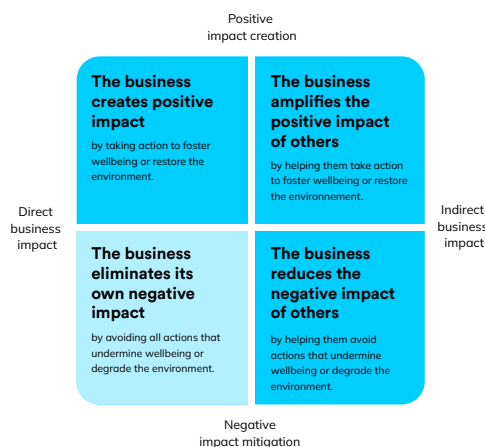 Positive
impact creation
The business
creates positive
impact
by taking action to foster
wellbeing or restore the
environment.
The business
amplifies the
positive impact
of others
by helping them take action
to foster wellbeing or restore
the environnement.
Direct
business
impact
Indirect
business
impact
The business
eliminates its
own negative
impact
by avoiding all actions that
undermine wellbeing or
degrade the environment.
The business
reduces the
negative impact
of others
by helping them avoid
actions that undermine
wellbeing or degrade the
environment.
Negative
impact mitigation